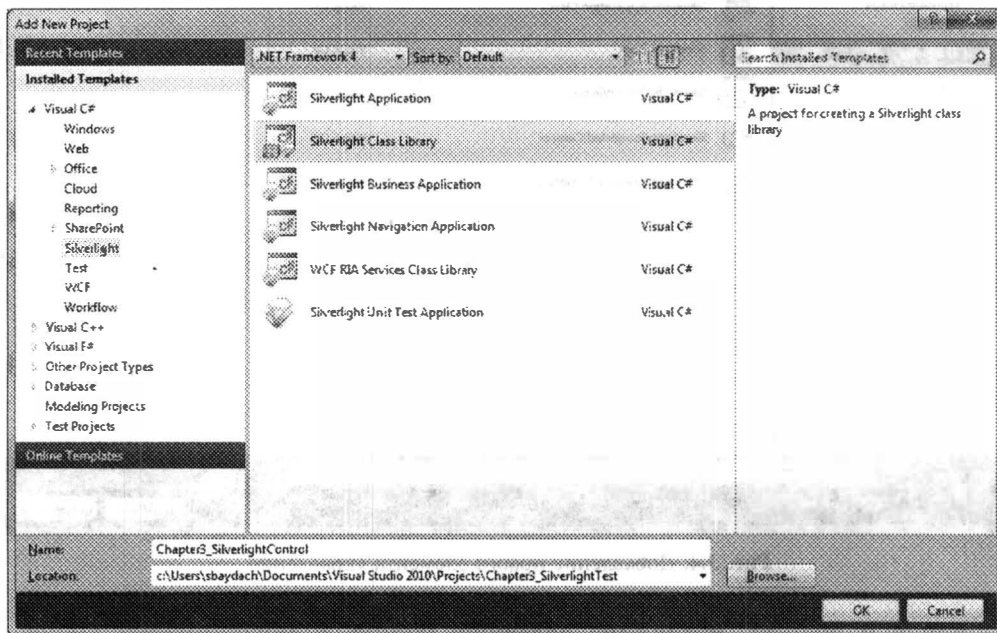 Add New Project
Recent Templates
Installed Templates
Visual C#
Windows
Web
Office
Cloud
Reporting
SharePoint
Silverlight
Test
WCF
Workflow
Visual C++
Visual F#
Other Project Types
Database
Modeling Projects
Test Projects
Online Templates
.NET Framework 4
Sort by: Default
Silverlight Application Visual C#
Silverlight Class Library Visual C#
Silverlight Business Application Visual C#
Silverlight Navigation Application Visual C#
WCF RIA Services Class Library Visual C#
Silverlight Unit Test Application Visual C#
Search Installed Templates
Type: Visual C#
A project for creating a Silverlight class
library
Name: Chapter3_SilverlightControl
Location: c:\Users\sbaydach\Documents\Visual Studio 2010\Projects\Chapter3_SilverlightTest
Browse...
OK Cancel